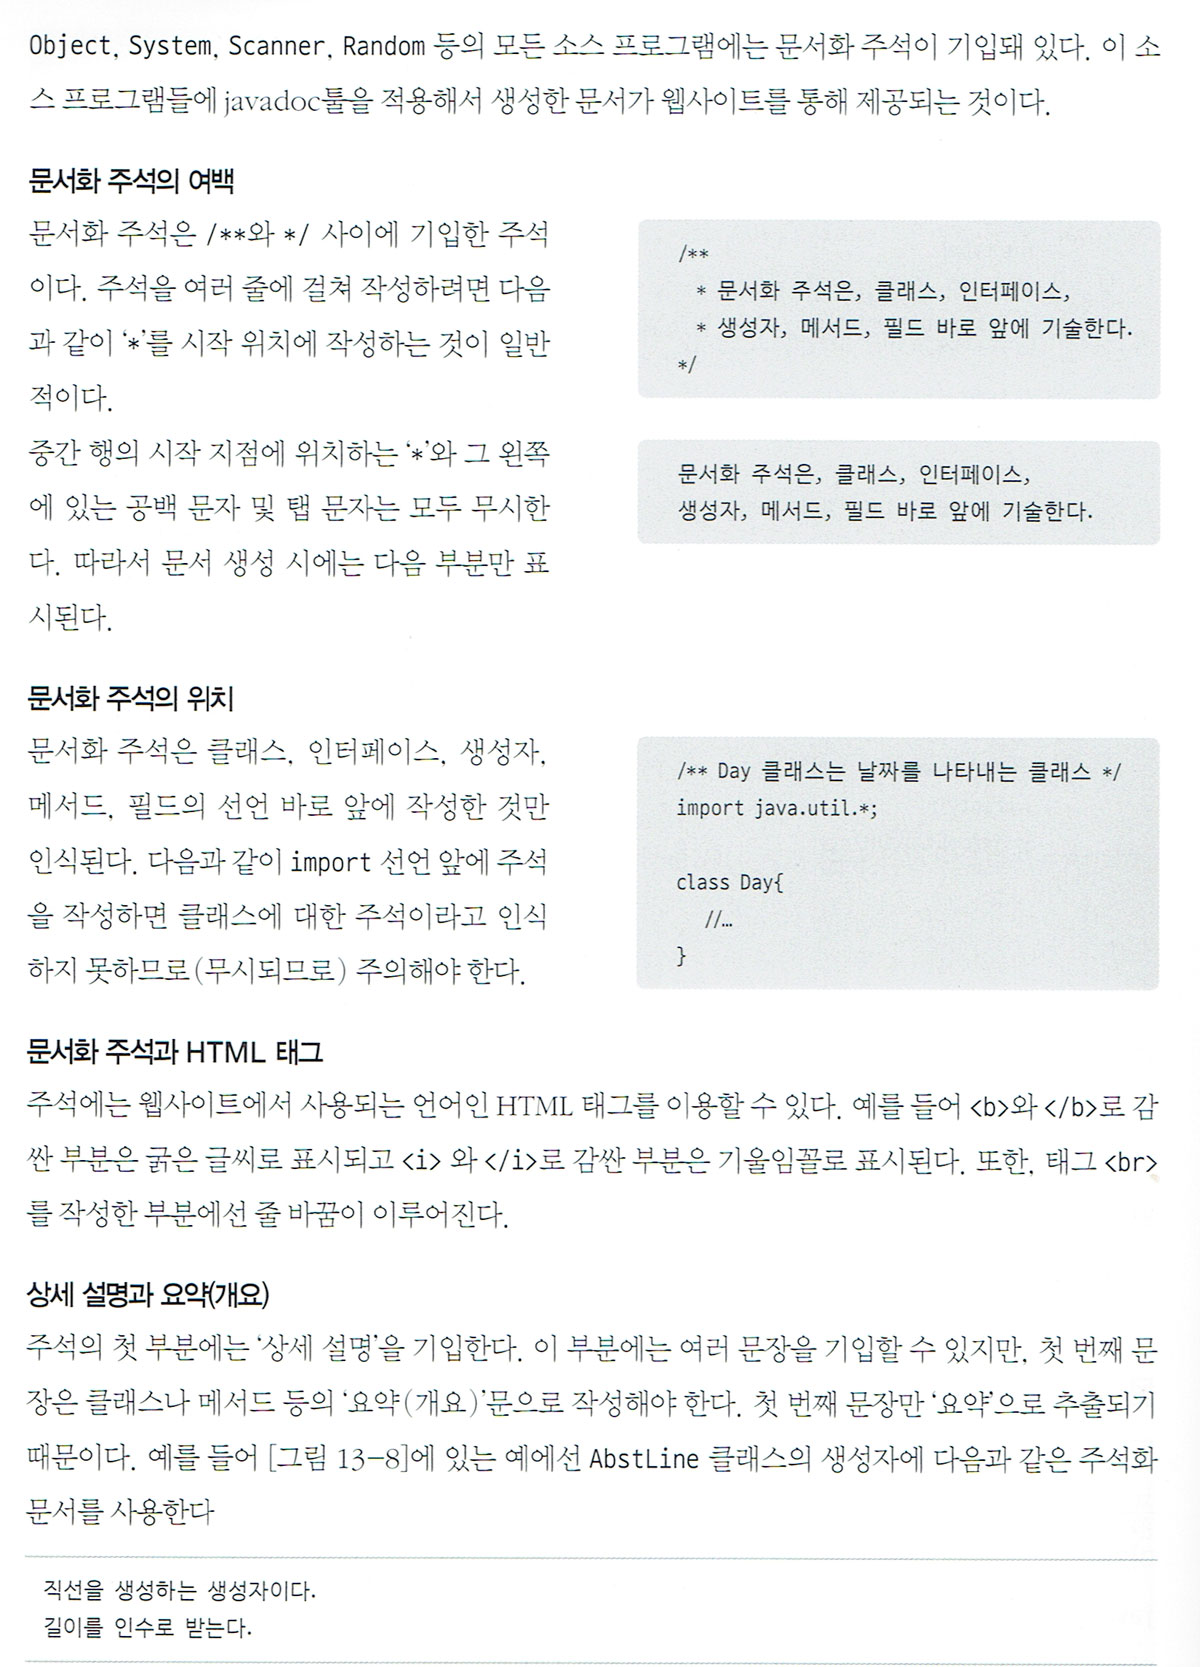 Object, System, Scanner, Random 등의 모든 소스 프로그램에는 문서화 주석이 기입돼 있다. 이 소
스 프로그램들에 javadoc툴을 적용해서 생성한 문서가 웹사이트를 통해 제공되는 것이다.
문서화 주석의 여백
문서화 주석은 /**와 */ 사이에 기입한 주석
이다. 주석을 여러 줄에 걸쳐 작성하려면 다음
과 같이 ‘*’를 시작 위치에 작성하는 것이 일반
적이다.
중간 행의 시작 지점에 위치하는 ‘*’와 그 왼쪽
에 있는 공백 문자 및 탭 문자는 모두 무시한
다. 따라서 문서 생성 시에는 다음 부분만 표
시된다.
/**
* 문서화 주석은, 클래스, 인터페이스,
* 생성자, 메서드, 필드 바로 앞에 기술한다.
*/
문서화 주석은, 클래스, 인터페이스,
생성자, 메서드, 필드 바로 앞에 기술한다.
문서화 주석의 위치
문서화 주석은 클래스, 인터페이스, 생성자,
메서드, 필드의 선언 바로 앞에 작성한 것만
인식된다. 다음과 같이 import 선언 앞에 주석
을 작성하면 클래스에 대한 주석이라고 인식
하지 못하므로(무시되므로) 주의해야 한다.
/** Day 클래스는 날짜를 나타내는 클래스 */
import java.util.*;
class Day{
//…
}
문서화 주석과 HTML 태그
주석에는 웹사이트에서 사용되는 언어인 HTML 태그를 이용할 수 있다. 예를 들어 <b>와 </b>로 감
싼 부분은 굵은 글씨로 표시되고 <i> 와 </i>로 감싼 부분은 기울임꼴로 표시된다. 또한, 태그 <br>
를 작성한 부분에선 줄 바꿈이 이루어진다.
상세 설명과 요약(개요)
주석의 첫 부분에는 ‘상세 설명’을 기입한다. 이 부분에는 여러 문장을 기입할 수 있지만, 첫 번째 문
장은 클래스나 메서드 등의 ‘요약(개요)’문으로 작성해야 한다. 첫 번째 문장만 ‘요약’으로 추출되기
때문이다. 예를 들어 [그림 13-8]에 있는 예에선 AbstLine 클래스의 생성자에 다음과 같은 주석화
문서를 사용한다
직선을 생성하는 생성자이다.
길이를 인수로 받는다.